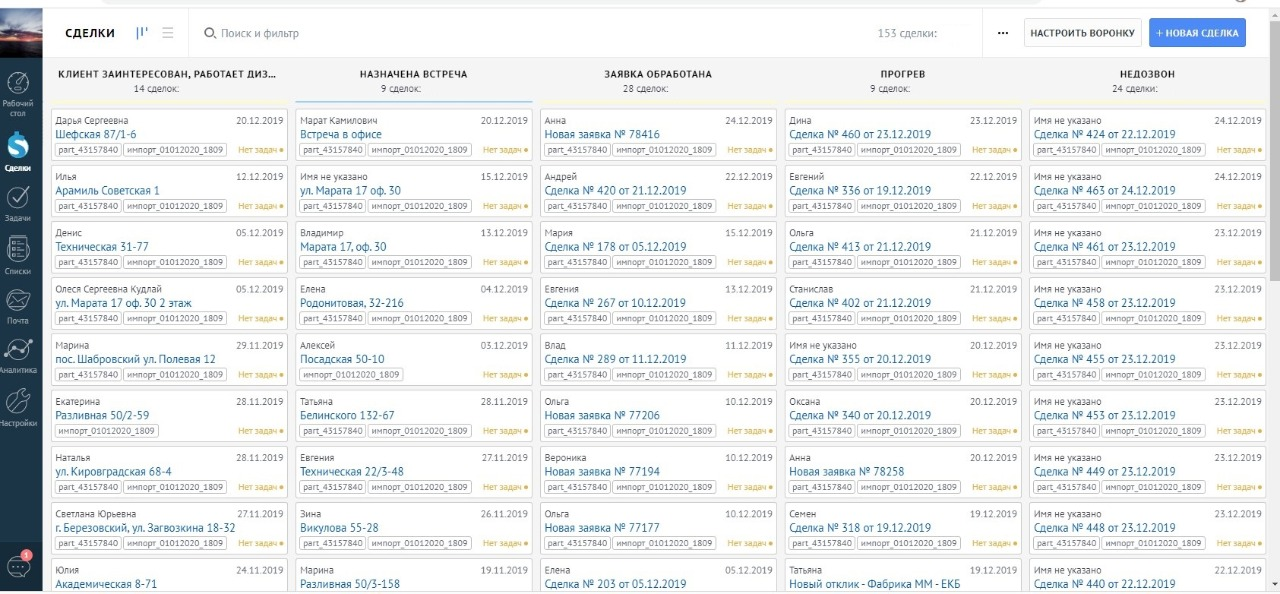 СДЕЛКИ
Поиск и фильтр
153 сделки:
НАСТРОИТЬ ВОРОНКУ
+ НОВАЯ СДЕЛКА
Рабочий
стол
Сделки
Задачи
Списки
Почта
Аналитика
Настройки
1
КЛИЕНТ ЗАИНТЕРЕСОВАН, РАБОТАЕТ ДИЗ...
14 сделок:
Дарья Сергеевна 20.12.2019
Шефская 87/1-6
part_43157840 импорт_01012020_1809 Нет задач
Илья 12.12.2019
Арамиль Советская 1
part_43157840 импорт_01012020_1809 Нет задач
Денис 05.12.2019
Техническая 31-77
part_43157840 импорт_01012020_1809 Нет задач
Олеся Сергеевна Кудлай 05.12.2019
ул. Марата 17 оф. 30 2 этаж
part_43157840 импорт_01012020_1809 Нет задач
Марина 29.11.2019
пос. Шабровский ул. Полевая 12
part_43157840 импорт_01012020_1809 Нет задач
Екатерина 28.11.2019
Разливная 50/2-59
импорт_01012020_1809 Нет задач
Наталья 28.11.2019
ул. Кировградская 68-4
part_43157840 импорт_01012020_1809 Нет задач
Светлана Юрьевна 27.11.2019
г. Березовский, ул. Загвозкина 18-32
part_43157840 импорт_01012020_1809 Нет задач
Юлия 24.11.2019
Академическая 8-71
НАЗНАЧЕНА ВСТРЕЧА
9 сделок:
Марат Камилович 20.12.2019
Встреча в офисе
part_43157840 импорт_01012020_1809 Нет задач
Имя не указано 15.12.2019
ул. Марата 17 оф. 30
part_43157840 импорт_01012020_1809 Нет задач
Владимир 13.12.2019
Марата 17, оф. 30
part_43157840 импорт_01012020_1809 Нет задач
Елена 04.12.2019
Родонитовая, 32-216
part_43157840 импорт_01012020_1809 Нет задач
Алексей 03.12.2019
Посадская 50-10
импорт_01012020_1809 Нет задач
Татьяна 28.11.2019
Белинского 132-67
part_43157840 импорт_01012020_1809 Нет задач
Евгения 27.11.2019
Техническая 22/3-48
part_43157840 импорт_01012020_1809 Нет задач
Зина 26.11.2019
Викулова 55-28
part_43157840 импорт_01012020_1809 Нет задач
Марина 19.11.2019
Разливная 50/3-158
ЗАЯВКА ОБРАБОТАНА
28 сделок:
Анна 24.12.2019
Новая заявка № 78416
part_43157840 импорт_01012020_1809 Нет задач
Андрей 22.12.2019
Сделка № 420 от 21.12.2019
part_43157840 импорт_01012020_1809 Нет задач
Мария 15.12.2019
Сделка № 178 от 05.12.2019
part_43157840 импорт_01012020_1809 Нет задач
Евгения 13.12.2019
Сделка № 267 от 10.12.2019
part_43157840 импорт_01012020_1809 Нет задач
Влад 11.12.2019
Сделка № 289 от 11.12.2019
part_43157840 импорт_01012020_1809 Нет задач
Ольга 10.12.2019
Новая заявка № 77206
part_43157840 импорт_01012020_1809 Нет задач
Вероника 10.12.2019
Новая заявка № 77194
part_43157840 импорт_01012020_1809 Нет задач
Ольга 10.12.2019
Новая заявка № 77177
part_43157840 импорт_01012020_1809 Нет задач
Елена 05.12.2019
Сделка № 203 от 05.12.2019
ПРОГРЕВ
9 сделок:
Дина 23.12.2019
Сделка № 460 от 23.12.2019
part_43157840 импорт_01012020_1809 Нет задач
Евгений 22.12.2019
Сделка № 336 от 19.12.2019
part_43157840 импорт_01012020_1809 Нет задач
Ольга 21.12.2019
Сделка № 413 от 21.12.2019
part_43157840 импорт_01012020_1809 Нет задач
Станислав 21.12.2019
Сделка № 402 от 21.12.2019
part_43157840 импорт_01012020_1809 Нет задач
Имя не указано 20.12.2019
Сделка № 355 от 20.12.2019
part_43157840 импорт_01012020_1809 Нет задач
Оксана 20.12.2019
Сделка № 340 от 20.12.2019
part_43157840 импорт_01012020_1809 Нет задач
Анна 20.12.2019
Новая заявка № 78258
part_43157840 импорт_01012020_1809 Нет задач
Семен 19.12.2019
Сделка № 318 от 19.12.2019
part_43157840 импорт_01012020_1809 Нет задач
Татьяна 19.12.2019
Новый отклик - Фабрика ММ - ЕКБ
НЕДОЗВОН
24 сделки:
Имя не указано 24.12.2019
Сделка № 424 от 22.12.2019
part_43157840 импорт_01012020_1809 Нет задач
Имя не указано 24.12.2019
Сделка № 463 от 24.12.2019
part_43157840 импорт_01012020_1809 Нет задач
Имя не указано 23.12.2019
Сделка № 461 от 23.12.2019
part_43157840 импорт_01012020_1809 Нет задач
Имя не указано 23.12.2019
Сделка № 458 от 23.12.2019
part_43157840 импорт_01012020_1809 Нет задач
Имя не указано 23.12.2019
Сделка № 455 от 23.12.2019
part_43157840 импорт_01012020_1809 Нет задач
Имя не указано 23.12.2019
Сделка № 453 от 23.12.2019
part_43157840 импорт_01012020_1809 Нет задач
Имя не указано 23.12.2019
Сделка № 449 от 23.12.2019
part_43157840 импорт_01012020_1809 Нет задач
Имя не указано 23.12.2019
Сделка № 448 от 23.12.2019
part_43157840 импорт_01012020_1809 Нет задач
Имя не указано 22.12.2019
Сделка № 440 от 22.12.2019